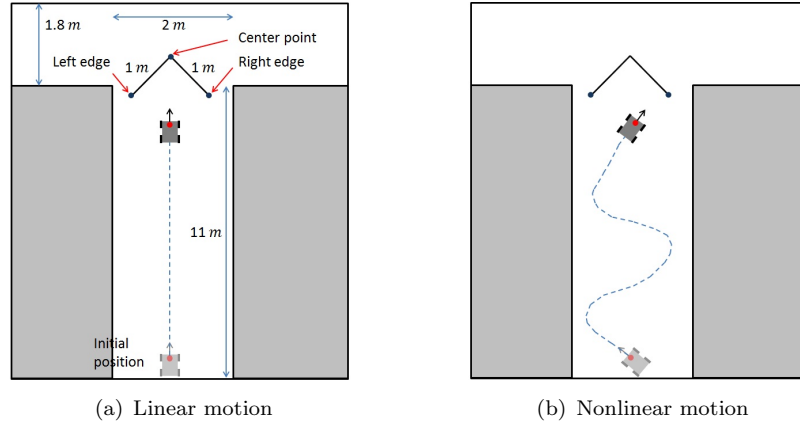 1.8 m
2 m
Center point
Left edge
1 m
1 m
Right edge
11 m
Initial
position
(a) Linear motion
(b) Nonlinear motion